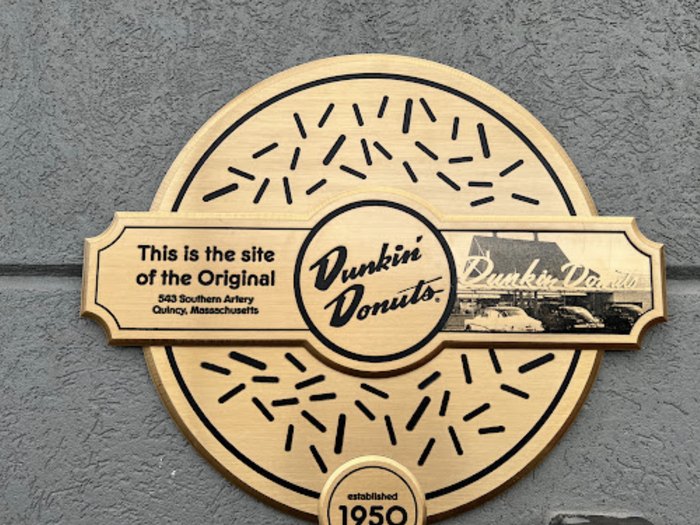 This is the site
of the Original
543 Southern Artery
Quincy, Massachusetts
Dunkin'
Donuts®
Dunkin Donuts
established
1950